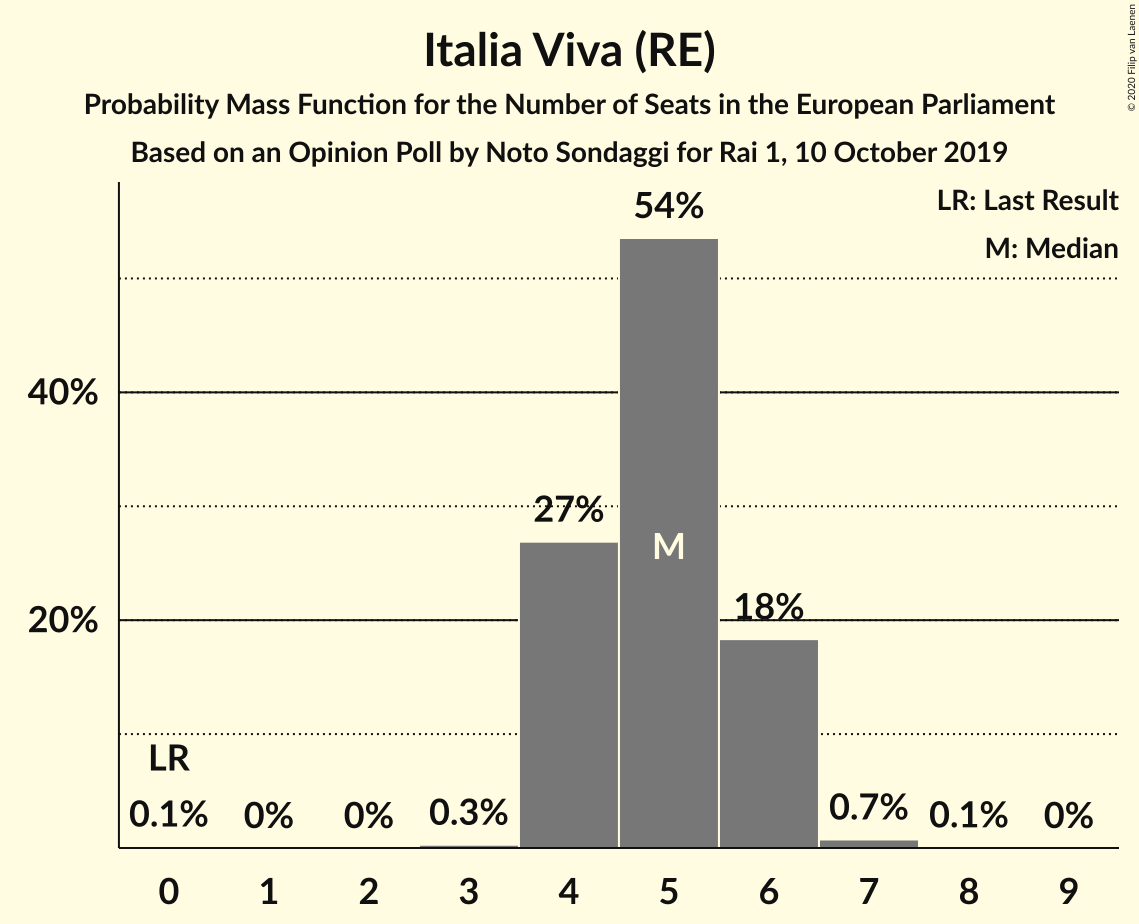 Italia Viva (RE)
Probability Mass Function for the Number of Seats in the European Parliament
Based on an Opinion Poll by Noto Sondaggi for Rai 1, 10 October 2019
© 2020 Filip van Laenen
LR: Last Result
M: Median
54%
40%
27%
M
20%
18%
LR
0.1% 0% 0% 0.3% 0.7% 0.1% 0%
0 1 2 3 4 5 6 7 8 9